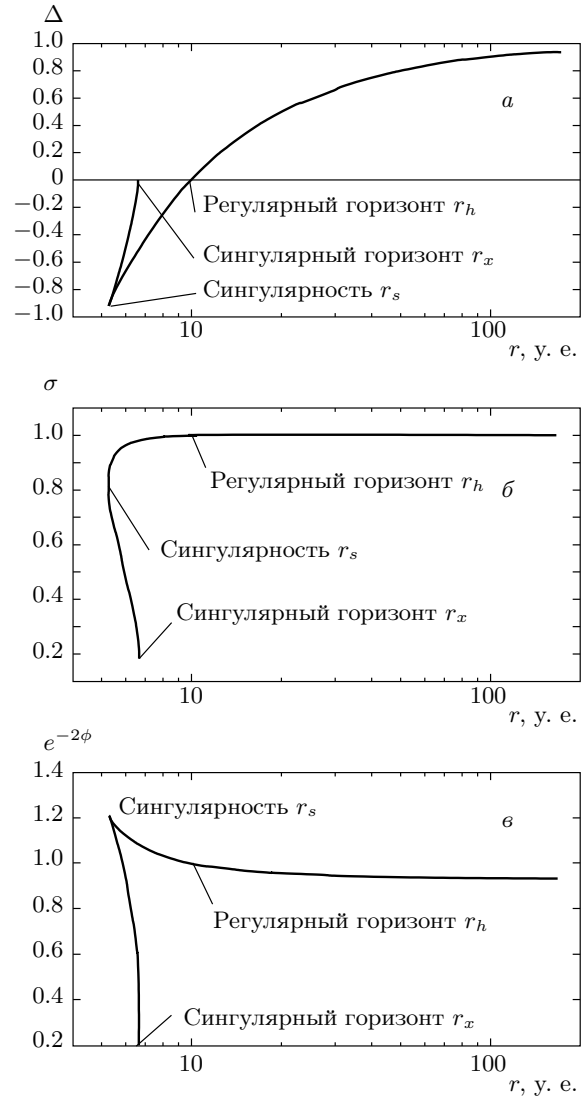 Δ
1.0
0.8
а
0.6
0.4
0.2
0
−0.2
Регулярный горизонт r_h
−0.4
Сингулярный горизонт r_x
−0.6
−0.8
Сингулярность r_s
−1.0
10 100
r, у. е.
σ
1.0
Регулярный горизонт r_h
б
0.8
Сингулярность r_s
0.6
0.4
Сингулярный горизонт r_x
0.2
10 100
r, у. е.
e^{−2ϕ}
1.4
Сингулярность r_s
в
1.2
1.0
0.8
Регулярный горизонт r_h
0.6
0.4
Сингулярный горизонт r_x
0.2
10 100
r, у. е.